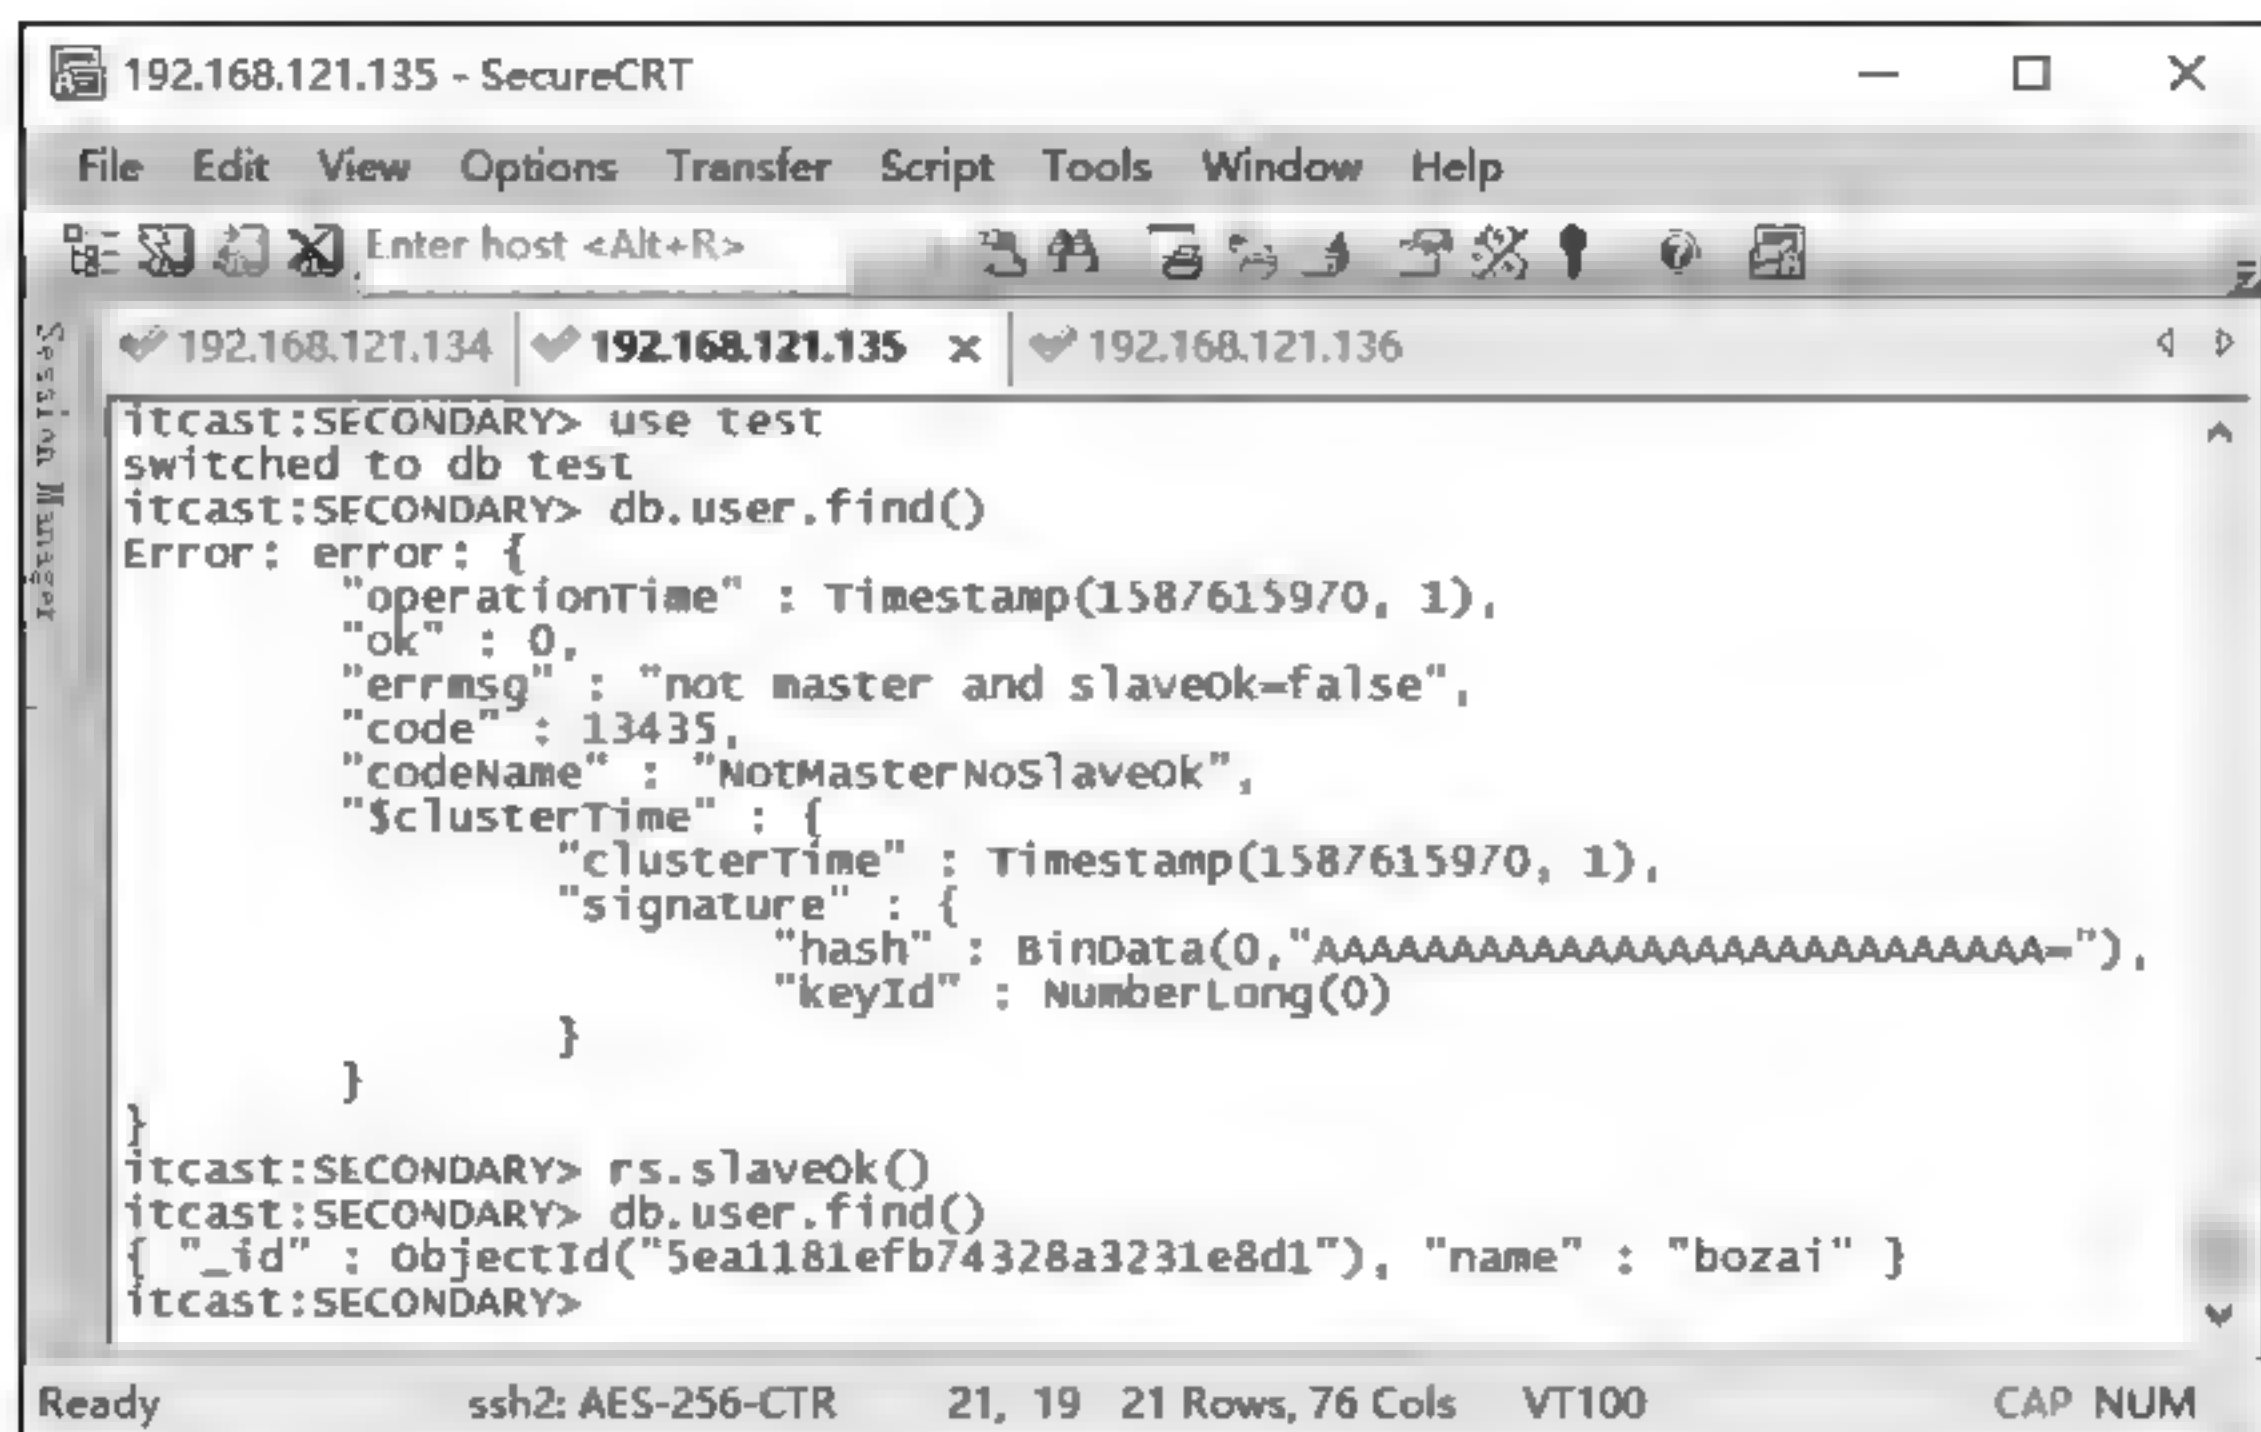 192.168.121.135 - SecureCRT
File Edit View Options Transfer Script Tools Window Help
Enter host <Alt+R>
Session Manager
192.168.121.134 192.168.121.135 × 192.168.121.136
itcast:SECONDARY> use test
switched to db test
itcast:SECONDARY> db.user.find()
Error: error: {
"operationTime" : Timestamp(1587615970, 1),
"ok" : 0,
"errmsg" : "not master and slaveOk=false",
"code" : 13435,
"codeName" : "NotMasterNoSlaveOk",
"$clusterTime" : {
"clusterTime" : Timestamp(1587615970, 1),
"signature" : {
"hash" : BinData(0,"AAAAAAAAAAAAAAAAAAAAAAAAAAA="),
"keyId" : NumberLong(0)
}
}
}
itcast:SECONDARY> rs.slaveOk()
itcast:SECONDARY> db.user.find()
{ "_id" : ObjectId("5ea1181efb74328a3231e8d1"), "name" : "bozai" }
itcast:SECONDARY>
Ready ssh2: AES-256-CTR 21, 19 21 Rows, 76 Cols VT100 CAP NUM